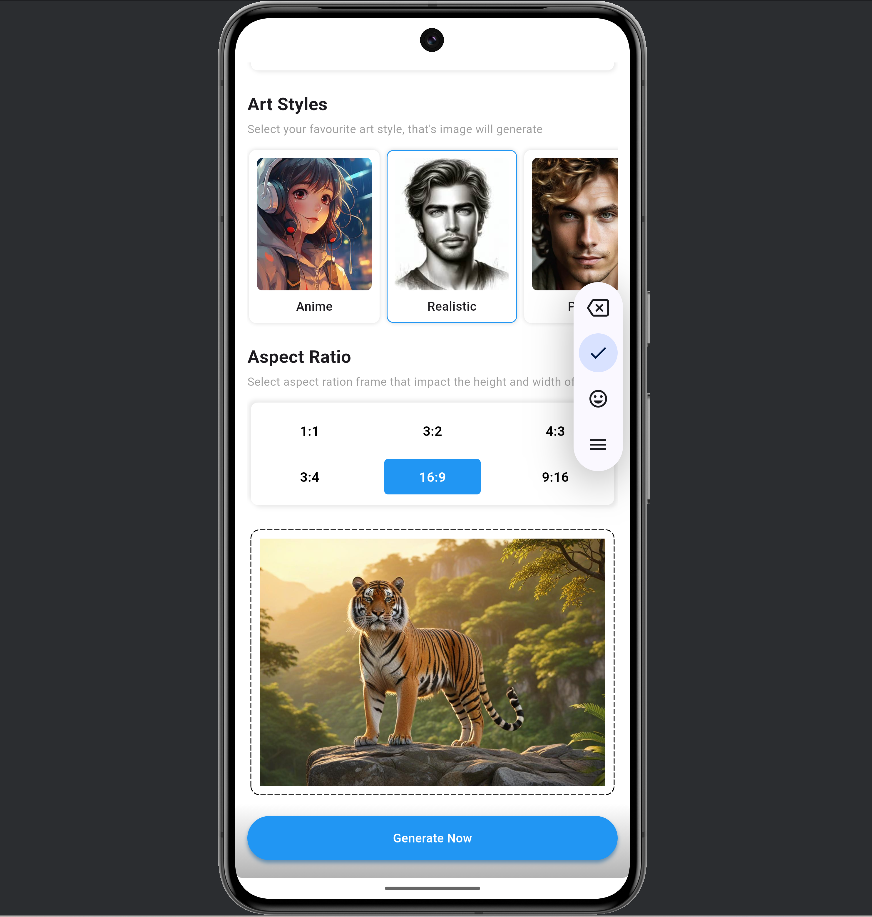 Art Styles
Select your favourite art style, that's image will generate
Anime
Realistic
Aspect Ratio
Select aspect ration frame that impact the height and width of
1:1
3:2
4:3
3:4
16:9
9:16
Generate Now